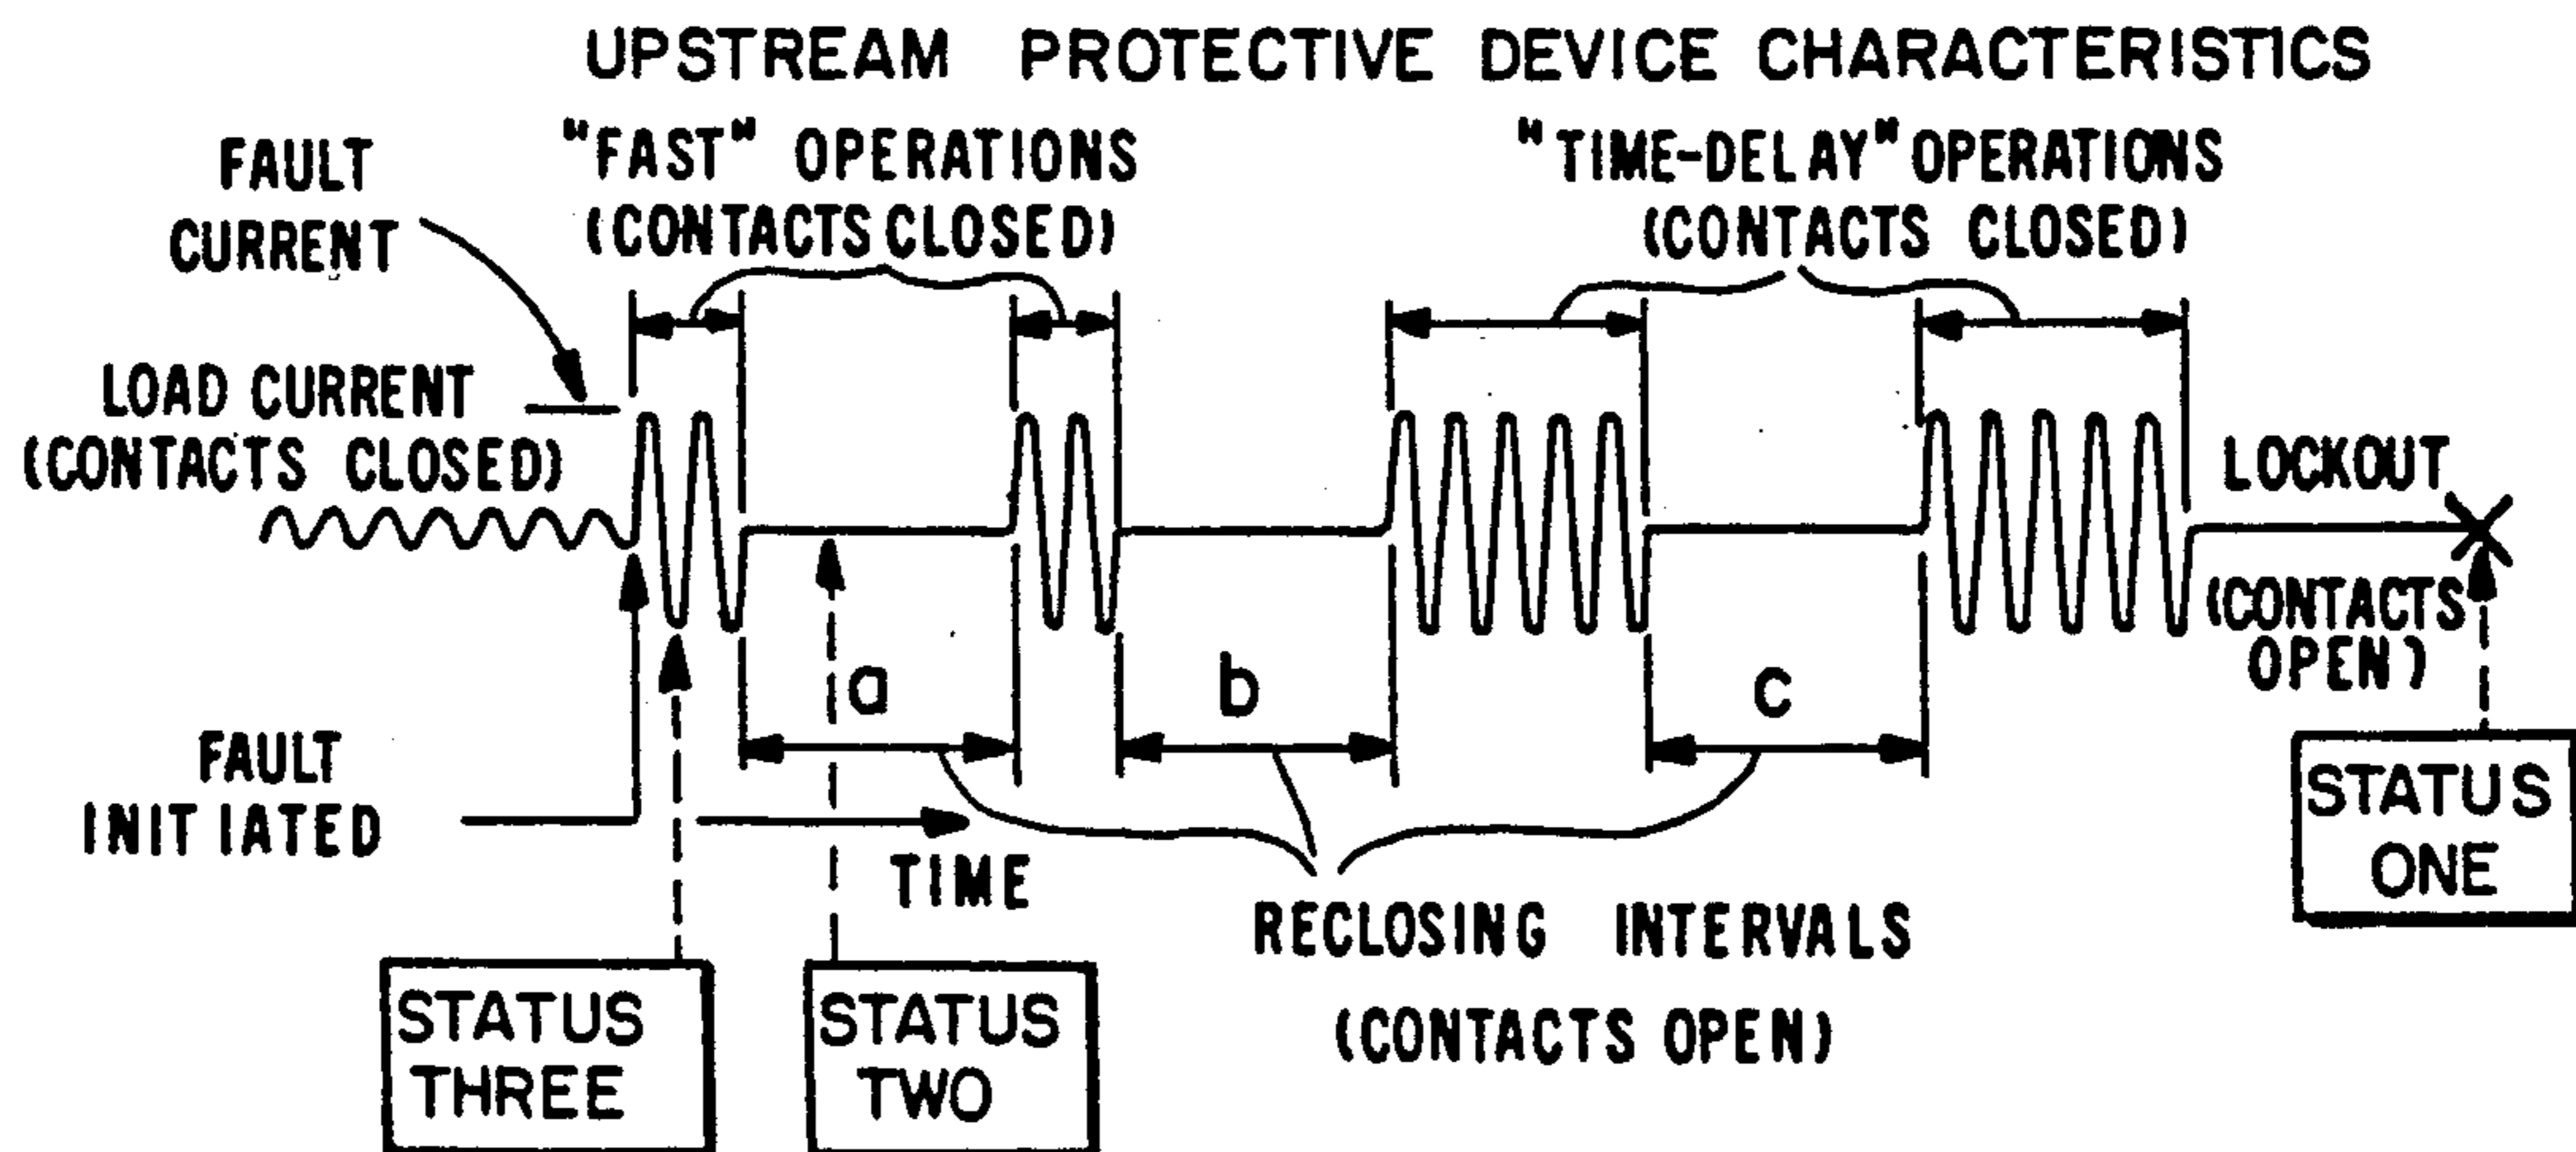 UPSTREAM PROTECTIVE DEVICE CHARACTERISTICS
FAULT
CURRENT
"FAST" OPERATIONS
(CONTACTS CLOSED)
"TIME-DELAY" OPERATIONS
(CONTACTS CLOSED)
LOAD CURRENT
(CONTACTS CLOSED)
LOCKOUT
(CONTACTS
OPEN)
a
b
c
FAULT
INITIATED
TIME
RECLOSING INTERVALS
(CONTACTS OPEN)
STATUS
ONE
STATUS
THREE
STATUS
TWO